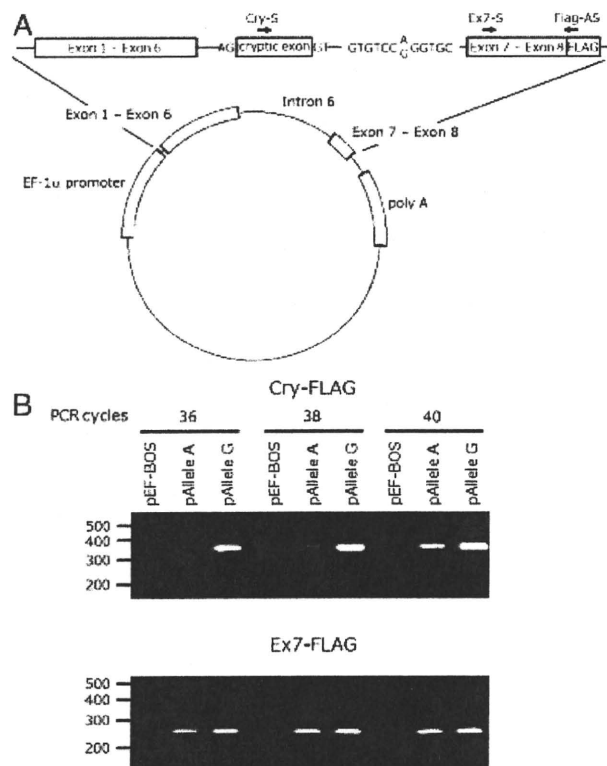 A
Cry-S
Ex7-S
Flag-AS
Exon 1 - Exon 6
AG
cryptic exon
GT
GTGTCC
A
G
GGTGC
Exon 7 - Exon 8
FLAG
Exon 1 - Exon 6
Intron 6
Exon 7 - Exon 8
EF-1α promoter
poly A
B
Cry-FLAG
PCR cycles
36
38
40
pEF-BOS
pAllele A
pAllele G
pEF-BOS
pAllele A
pAllele G
pEF-BOS
pAllele A
pAllele G
500
400
300
200
Ex7-FLAG
500
400
300
200